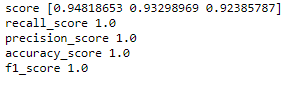 score [0.94818653 0.93298969 0.92385787]
recall_score 1.0
precision_score 1.0
accuracy_score 1.0
f1_score 1.0